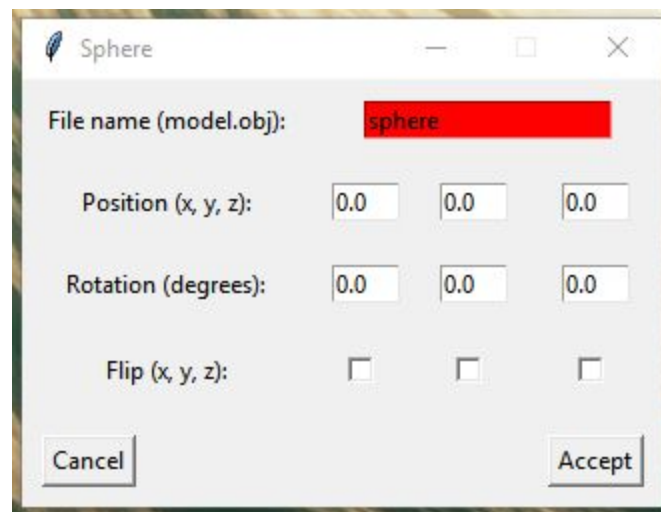 Sphere
File name (model.obj): sphere
Position (x, y, z): 0.0 0.0 0.0
Rotation (degrees): 0.0 0.0 0.0
Flip (x, y, z):
Cancel Accept